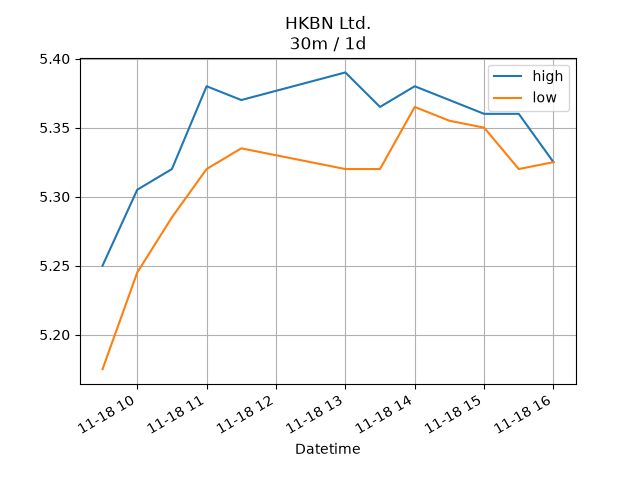 HKBN Ltd.
30m / 1d
high
low
5.40
5.35
5.30
5.25
5.20
11-18 10
11-18 11
11-18 12
11-18 13
11-18 14
11-18 15
11-18 16
Datetime